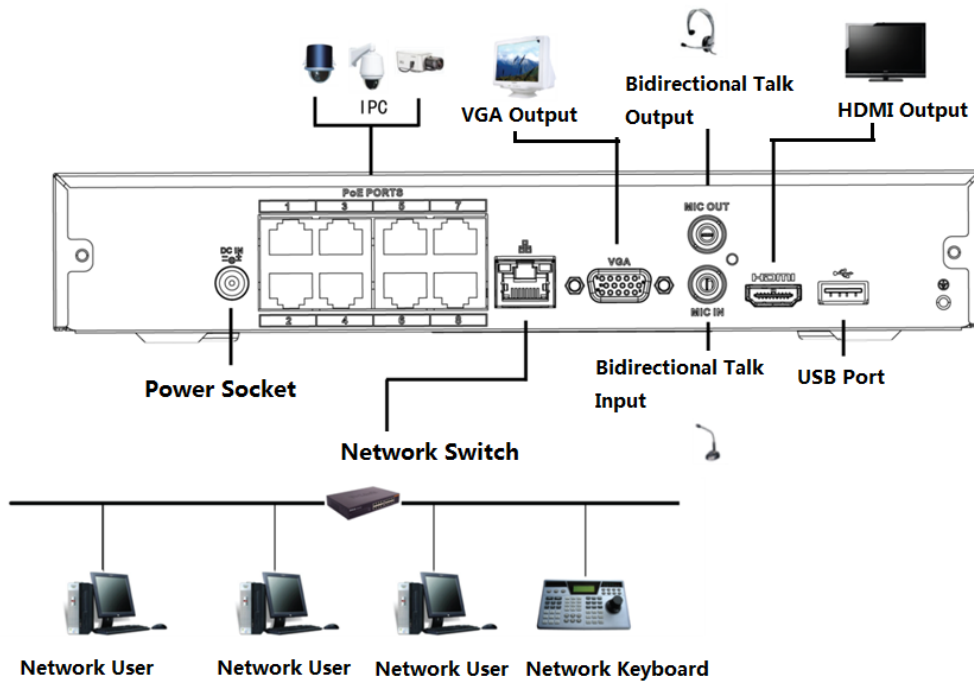 IPC
VGA Output
Bidirectional Talk
Output
HDMI Output
PoE PORTS
1 3 5 7
MIC OUT
DC IN
VGA
HDMI
2 4 6 8
MIC IN
Power Socket
Bidirectional Talk
Input
USB Port
Network Switch
Network User
Network User
Network User
Network Keyboard